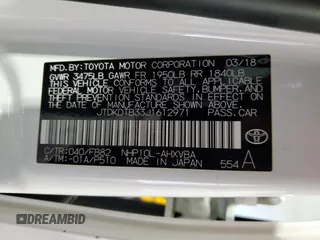 MFD. BY: TOYOTA MOTOR CORPORATION 03/18
GVWR 3475LB GAWR FR 1950LB RR 1840LB
THIS VEHICLE CONFORMS TO ALL APPLICABLE
FEDERAL MOTOR VEHICLE SAFETY, BUMPER, AND
THEFT PREVENTION STANDARDS IN EFFECT ON THE DATE
OF MANUFACTURE SHOWN ABOVE.
JTDKDTB33J1612971 PASS.CAR
C/TR: 040/FB82 NHP10L-AHXVBA
A/TM: -01A/P510 MADE IN JAPAN 554 A
TOYOTA
DREAMBID